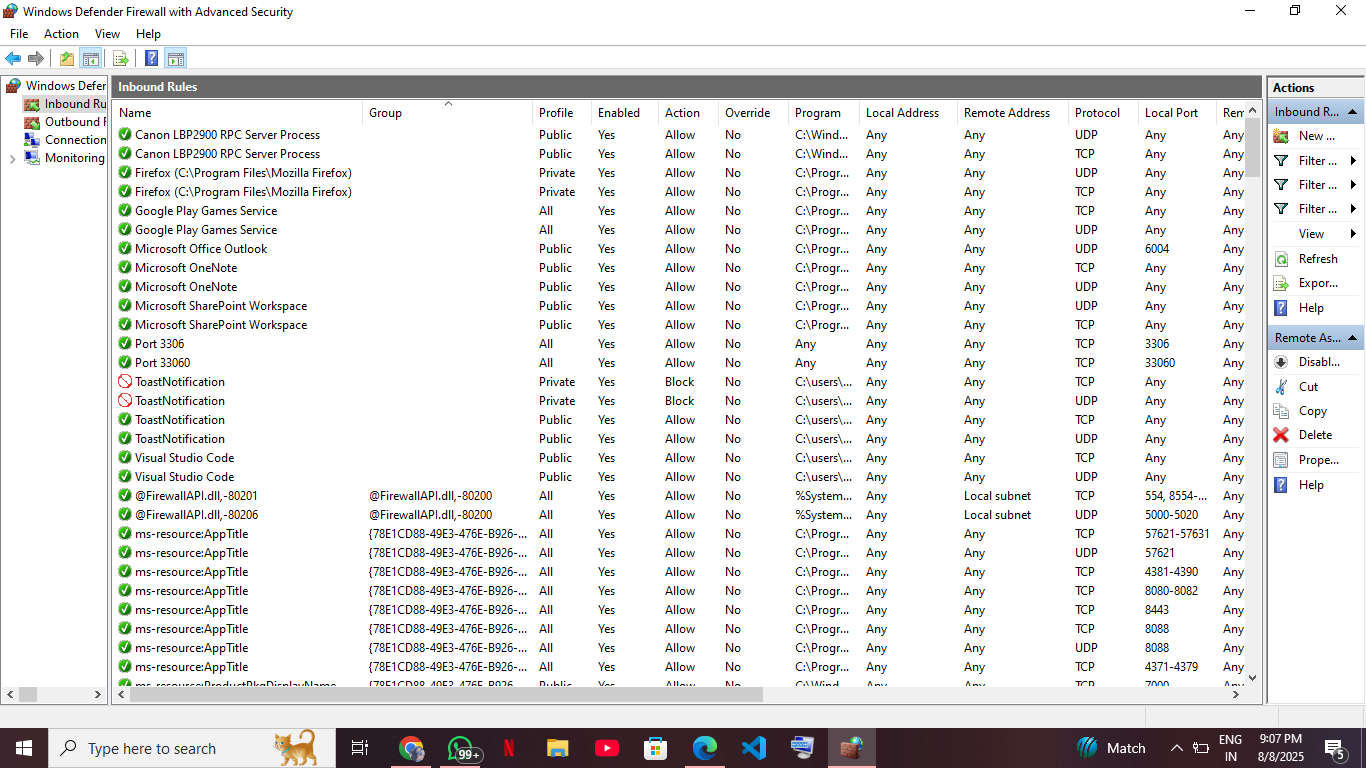 Windows Defender Firewall with Advanced Security
File Action View Help
Windows Defer
Inbound Ru
Outbound F
Connection
Monitoring
Inbound Rules
Name Group Profile Enabled Action Override Program Local Address Remote Address Protocol Local Port Rem
Canon LBP2900 RPC Server Process Public Yes Allow No C:\Wind... Any Any UDP Any Any
Canon LBP2900 RPC Server Process Public Yes Allow No C:\Wind... Any Any TCP Any Any
Firefox (C:\Program Files\Mozilla Firefox) Private Yes Allow No C:\Progr... Any Any UDP Any Any
Firefox (C:\Program Files\Mozilla Firefox) Private Yes Allow No C:\Progr... Any Any TCP Any Any
Google Play Games Service All Yes Allow No C:\Progr... Any Any TCP Any Any
Google Play Games Service All Yes Allow No C:\Progr... Any Any UDP Any Any
Microsoft Office Outlook Public Yes Allow No C:\Progr... Any Any UDP 6004 Any
Microsoft OneNote Public Yes Allow No C:\Progr... Any Any TCP Any Any
Microsoft OneNote Public Yes Allow No C:\Progr... Any Any UDP Any Any
Microsoft SharePoint Workspace Public Yes Allow No C:\Progr... Any Any UDP Any Any
Microsoft SharePoint Workspace Public Yes Allow No C:\Progr... Any Any TCP Any Any
Port 3306 All Yes Allow No Any Any Any TCP 3306 Any
Port 33060 All Yes Allow No Any Any Any TCP 33060 Any
ToastNotification Private Yes Block No C:\users\... Any Any TCP Any Any
ToastNotification Private Yes Block No C:\users\... Any Any UDP Any Any
ToastNotification Public Yes Allow No C:\users\... Any Any TCP Any Any
ToastNotification Public Yes Allow No C:\users\... Any Any UDP Any Any
Visual Studio Code Public Yes Allow No C:\users\... Any Any TCP Any Any
Visual Studio Code Public Yes Allow No C:\users\... Any Any UDP Any Any
@FirewallAPI.dll,-80201 @FirewallAPI.dll,-80200 All Yes Allow No %System... Any Local subnet TCP 554, 8554-... Any
@FirewallAPI.dll,-80206 @FirewallAPI.dll,-80200 All Yes Allow No %System... Any Local subnet UDP 5000-5020 Any
ms-resource:AppTitle {78E1CD88-49E3-476E-B926-... All Yes Allow No C:\Progr... Any Any TCP 57621-57631 Any
ms-resource:AppTitle {78E1CD88-49E3-476E-B926-... All Yes Allow No C:\Progr... Any Any UDP 57621 Any
ms-resource:AppTitle {78E1CD88-49E3-476E-B926-... All Yes Allow No C:\Progr... Any Any TCP 4381-4390 Any
ms-resource:AppTitle {78E1CD88-49E3-476E-B926-... All Yes Allow No C:\Progr... Any Any TCP 8080-8082 Any
ms-resource:AppTitle {78E1CD88-49E3-476E-B926-... All Yes Allow No C:\Progr... Any Any TCP 8443 Any
ms-resource:AppTitle {78E1CD88-49E3-476E-B926-... All Yes Allow No C:\Progr... Any Any TCP 8088 Any
ms-resource:AppTitle {78E1CD88-49E3-476E-B926-... All Yes Allow No C:\Progr... Any Any UDP 8088 Any
ms-resource:AppTitle {78E1CD88-49E3-476E-B926-... All Yes Allow No C:\Progr... Any Any TCP 4371-4379 Any
ms-resource:ProductPkgDisplayName {78E1CD88-49E3-476E-B926-... Public Yes Allow No C:\Wind... Any Any TCP 7000 Any
Actions
Inbound R...
New ...
Filter ...
Filter ...
Filter ...
View
Refresh
Expor...
Help
Remote As...
Disabl...
Cut
Copy
Delete
Prope...
Help
Type here to search
99+
Match
ENG
IN
9:07 PM
8/8/2025
5